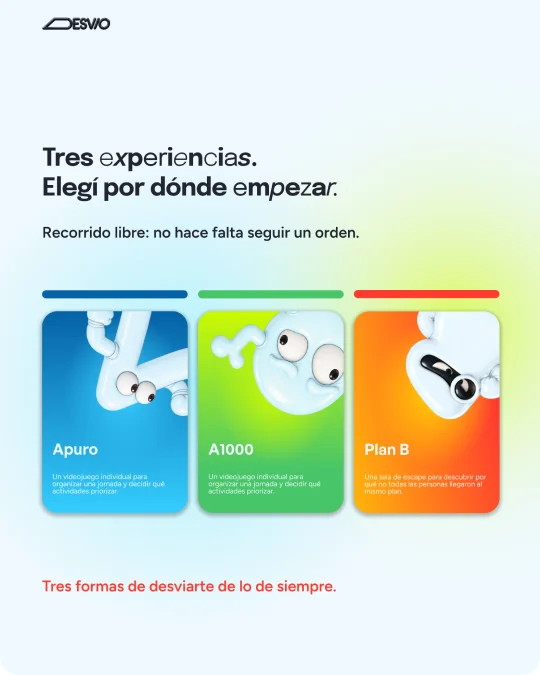 DESVIO
Tres experiencias.
Elegí por dónde empezar.
Recorrido libre: no hace falta seguir un orden.
Apuro
Un videojuego individual para
organizar una jornada y decidir qué
actividades priorizar.
A1000
Un videojuego individual para
organizar una jornada y decidir qué
actividades priorizar.
Plan B
Una sala de escape para descubrir por
qué no todas las personas llegaron al
mismo plan.
Tres formas de desviarte de lo de siempre.